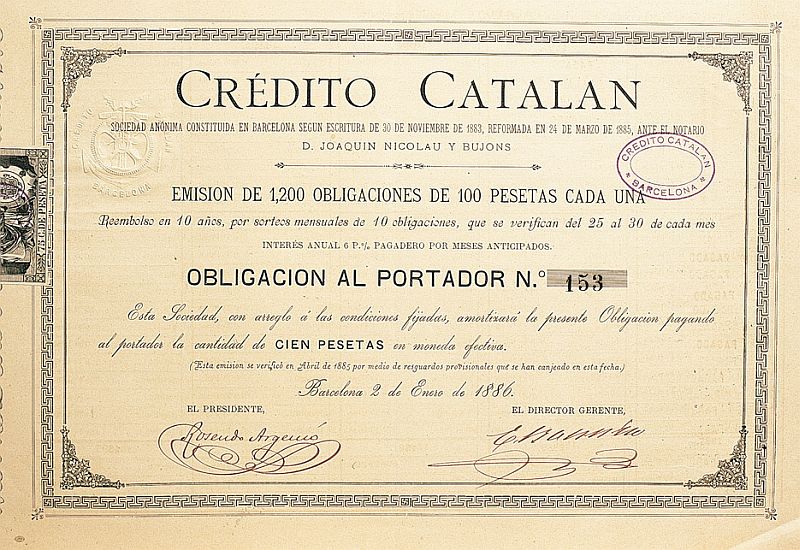 CRÉDITO CATALAN
SOCIEDAD ANÓNIMA CONSTITUIDA EN BARCELONA SEGUN ESCRITURA DE 30 DE NOVIEMBRE DE 1883, REFORMADA EN 24 DE MARZO DE 1885, ANTE EL NOTARIO
D. JOAQUIN NICOLAU Y BUJONS
CRÉDITO CATALAN
BARCELONA
BARCELONA
75 C. DE PESETA
EMISION DE 1,200 OBLIGACIONES DE 100 PESETAS CADA UNA
Reembolso en 10 años, por sorteos mensuales de 10 obligaciones, que se verifican del 25 al 30 de cada mes
INTERÉS ANUAL 6 P.% PAGADERO POR MESES ANTICIPADOS.
OBLIGACION AL PORTADOR N.º 153
Esta Sociedad, con arreglo á las condiciones fijadas, amortizará la presente Obligacion pagando
al portador la cantidad de CIEN PESETAS en moneda efectiva.
(Esta emision se verificó en Abril de 1885 por medio de resguardos provisionales que se han canjeado en esta fecha.)
Barcelona 2 de Enero de 1886.
EL PRESIDENTE,
EL DIRECTOR GERENTE,
Rosendo Argemió